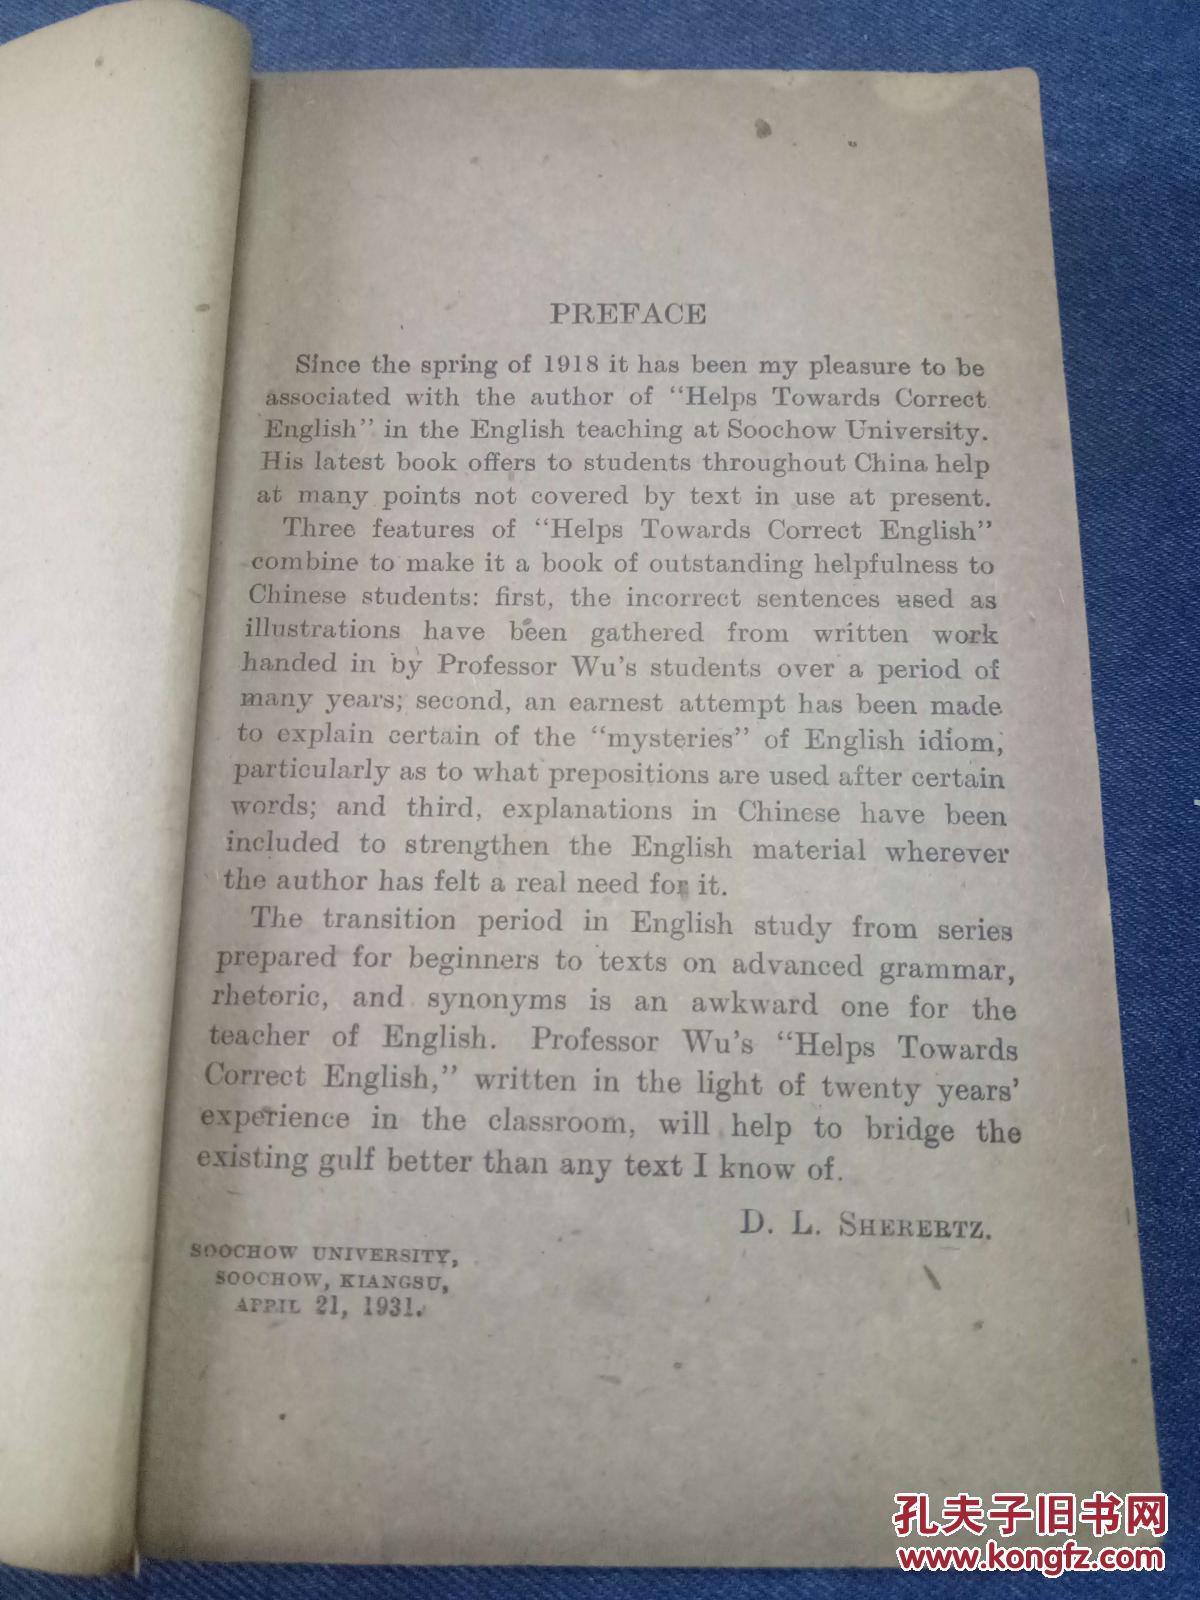 PREFACE
Since the spring of 1918 it has been my pleasure to be
associated with the author of “Helps Towards Correct
English” in the English teaching at Soochow University.
His latest book offers to students throughout China help
at many points not covered by text in use at present.
Three features of “Helps Towards Correct English”
combine to make it a book of outstanding helpfulness to
Chinese students: first, the incorrect sentences used as
illustrations have been gathered from written work
handed in by Professor Wu’s students over a period of
many years; second, an earnest attempt has been made
to explain certain of the “mysteries” of English idiom,
particularly as to what prepositions are used after certain
words; and third, explanations in Chinese have been
included to strengthen the English material wherever
the author has felt a real need for it.
The transition period in English study from series
prepared for beginners to texts on advanced grammar,
rhetoric, and synonyms is an awkward one for the
teacher of English. Professor Wu’s “Helps Towards
Correct English,” written in the light of twenty years’
experience in the classroom, will help to bridge the
existing gulf better than any text I know of.
D. L. SHERERTZ.
SOOCHOW UNIVERSITY,
SOOCHOW, KIANGSU,
APRIL 21, 1931.
孔夫子旧书网
www.kongfz.com